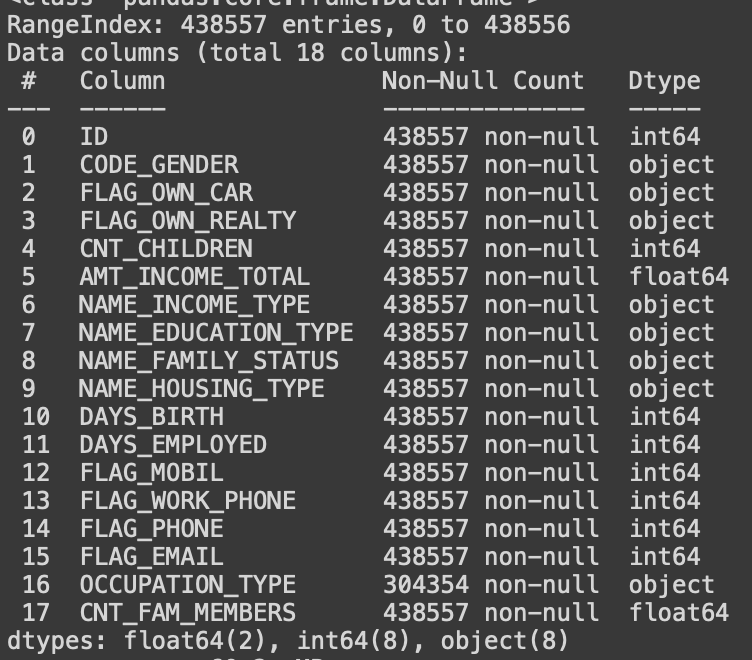 <class 'pandas.core.frame.DataFrame'>
RangeIndex: 438557 entries, 0 to 438556
Data columns (total 18 columns):
 #   Column               Non-Null Count   Dtype
---  ------               --------------   -----
 0   ID                   438557 non-null  int64
 1   CODE_GENDER          438557 non-null  object
 2   FLAG_OWN_CAR         438557 non-null  object
 3   FLAG_OWN_REALTY      438557 non-null  object
 4   CNT_CHILDREN         438557 non-null  int64
 5   AMT_INCOME_TOTAL     438557 non-null  float64
 6   NAME_INCOME_TYPE     438557 non-null  object
 7   NAME_EDUCATION_TYPE  438557 non-null  object
 8   NAME_FAMILY_STATUS   438557 non-null  object
 9   NAME_HOUSING_TYPE    438557 non-null  object
 10  DAYS_BIRTH           438557 non-null  int64
 11  DAYS_EMPLOYED        438557 non-null  int64
 12  FLAG_MOBIL           438557 non-null  int64
 13  FLAG_WORK_PHONE      438557 non-null  int64
 14  FLAG_PHONE           438557 non-null  int64
 15  FLAG_EMAIL           438557 non-null  int64
 16  OCCUPATION_TYPE      304354 non-null  object
 17  CNT_FAM_MEMBERS      438557 non-null  float64
dtypes: float64(2), int64(8), object(8)